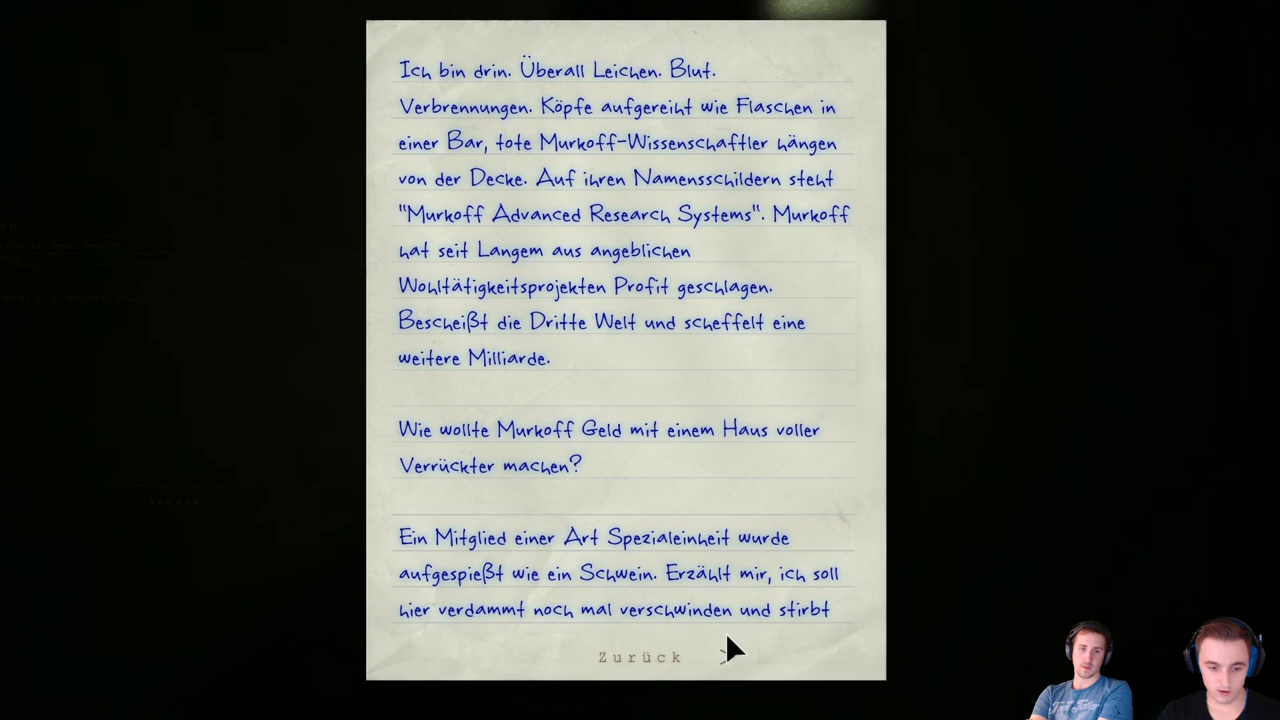 Ich bin drin. Überall Leichen. Blut.
Verbrennungen. Köpfe aufgereiht wie Flaschen in
einer Bar, tote Murkoff-Wissenschaftler hängen
von der Decke. Auf ihren Namensschildern steht
"Murkoff Advanced Research Systems". Murkoff
hat seit Langem aus angeblichen
Wohltätigkeitsprojekten Profit geschlagen.
Bescheißt die Dritte Welt und scheffelt eine
weitere Milliarde.
Wie wollte Murkoff Geld mit einem Haus voller
Verrückter machen?
Ein Mitglied einer Art Spezialeinheit wurde
aufgespießt wie ein Schwein. Erzählt mir, ich soll
hier verdammt noch mal verschwinden und stirbt
Zurück
Zurück